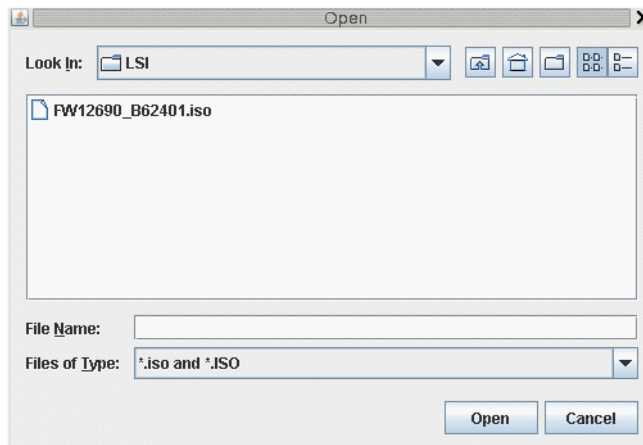 Open
Look In: LSI
FW12690_B62401.iso
File Name:
Files of Type: *.iso and *.ISO
Open Cancel